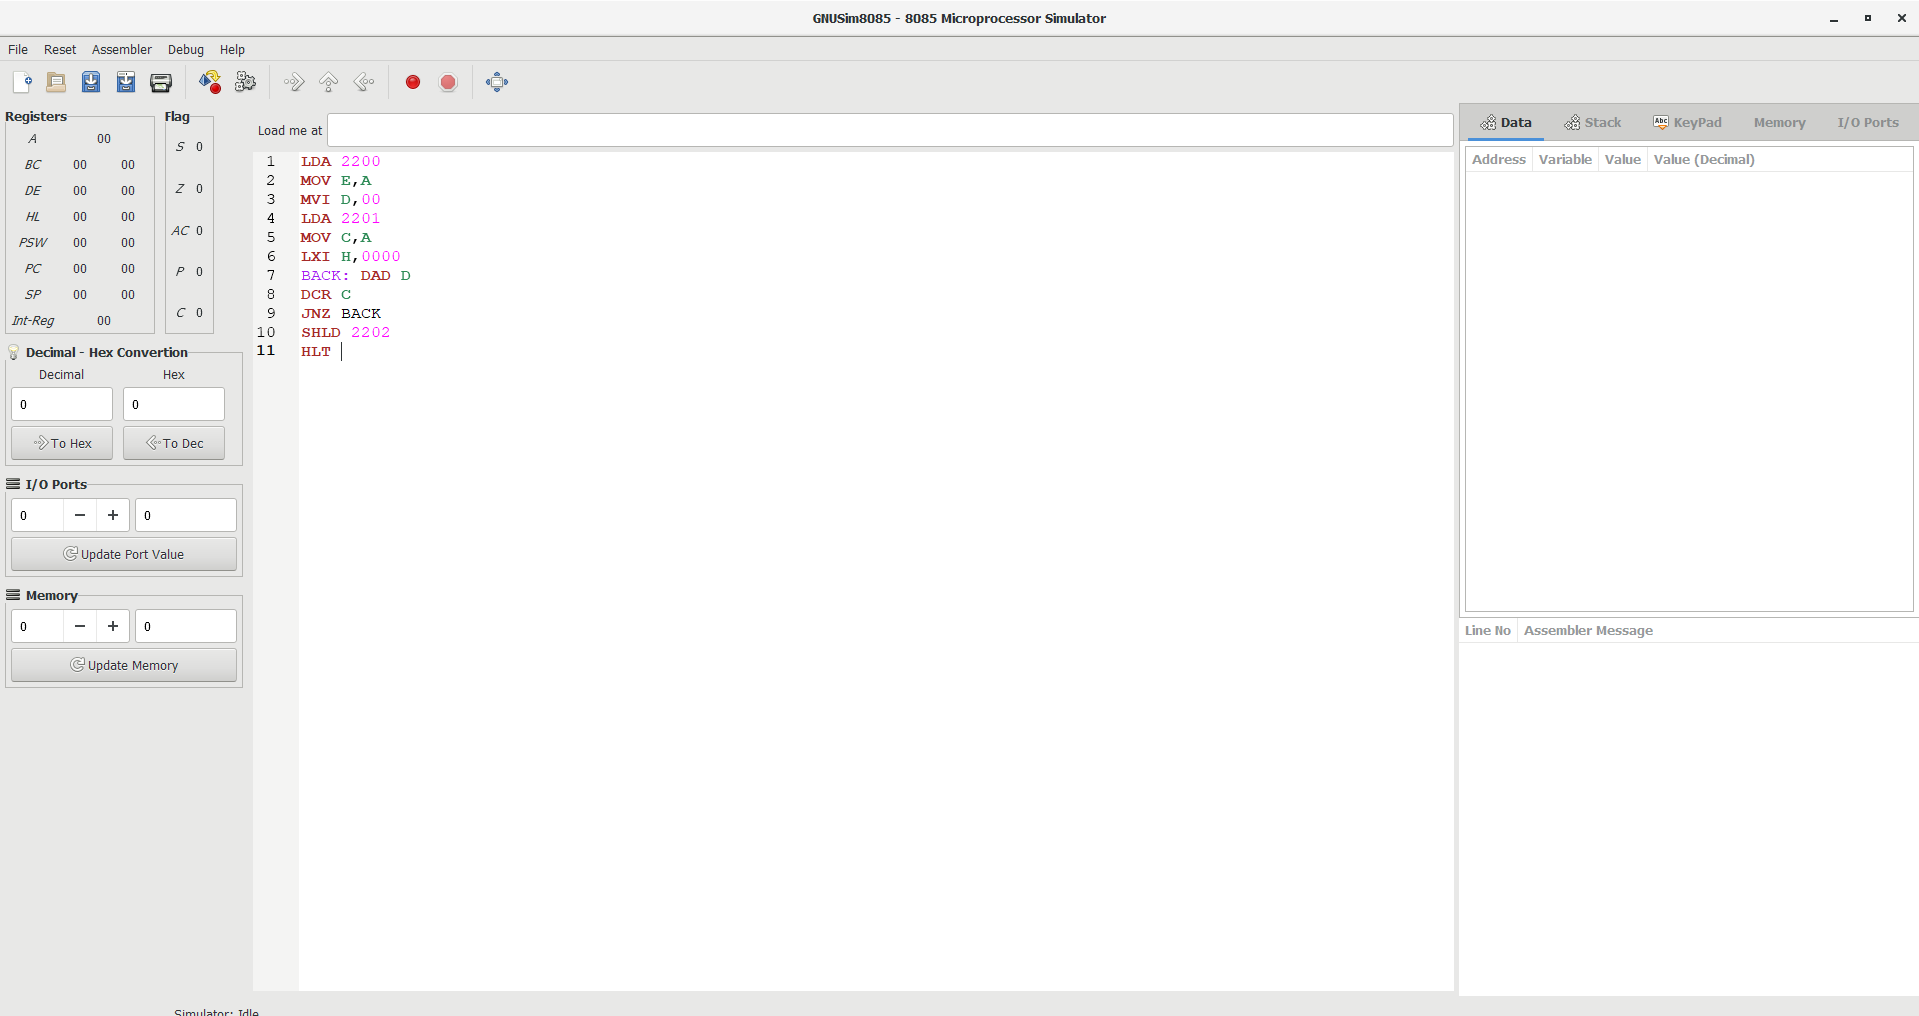 GNUSim8085 - 8085 Microprocessor Simulator
File Reset Assembler Debug Help
Registers
A 00
BC 00 00
DE 00 00
HL 00 00
PSW 00 00
PC 00 00
SP 00 00
Int-Reg 00
Flag
S 0
Z 0
AC 0
P 0
C 0
Decimal - Hex Convertion
Decimal Hex
0 0
To Hex To Dec
I/O Ports
0 − + 0
Update Port Value
Memory
0 − + 0
Update Memory
Load me at
1 LDA 2200
2 MOV E,A
3 MVI D,00
4 LDA 2201
5 MOV C,A
6 LXI H,0000
7 BACK: DAD D
8 DCR C
9 JNZ BACK
10 SHLD 2202
11 HLT
Data Stack Abc KeyPad Memory I/O Ports
Address Variable Value Value (Decimal)
Line No Assembler Message
Simulator: Idle